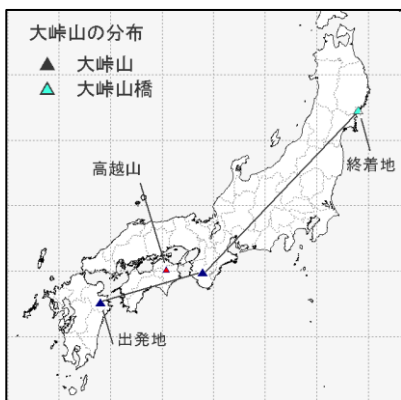 大峠山の分布
大峠山
大峠山橋
高越山
終着地
出発地